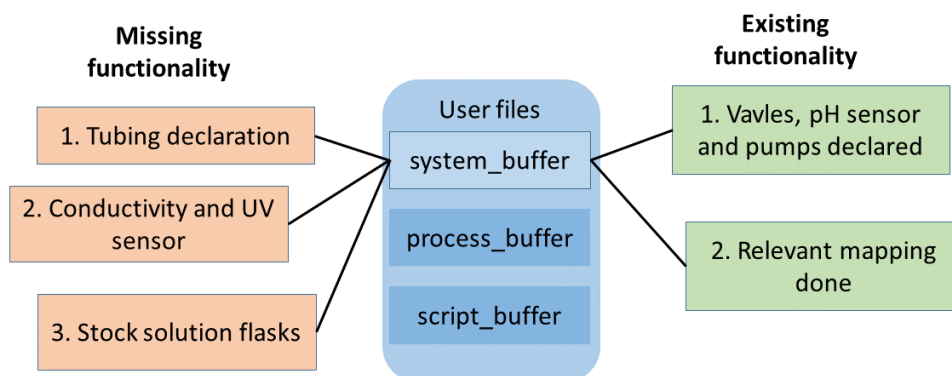 Missing
functionality
1. Tubing declaration
2. Conductivity and UV
sensor
3. Stock solution flasks
User files
system_buffer
process_buffer
script_buffer
Existing
functionality
1. Vavles, pH sensor
and pumps declared
2. Relevant mapping
done